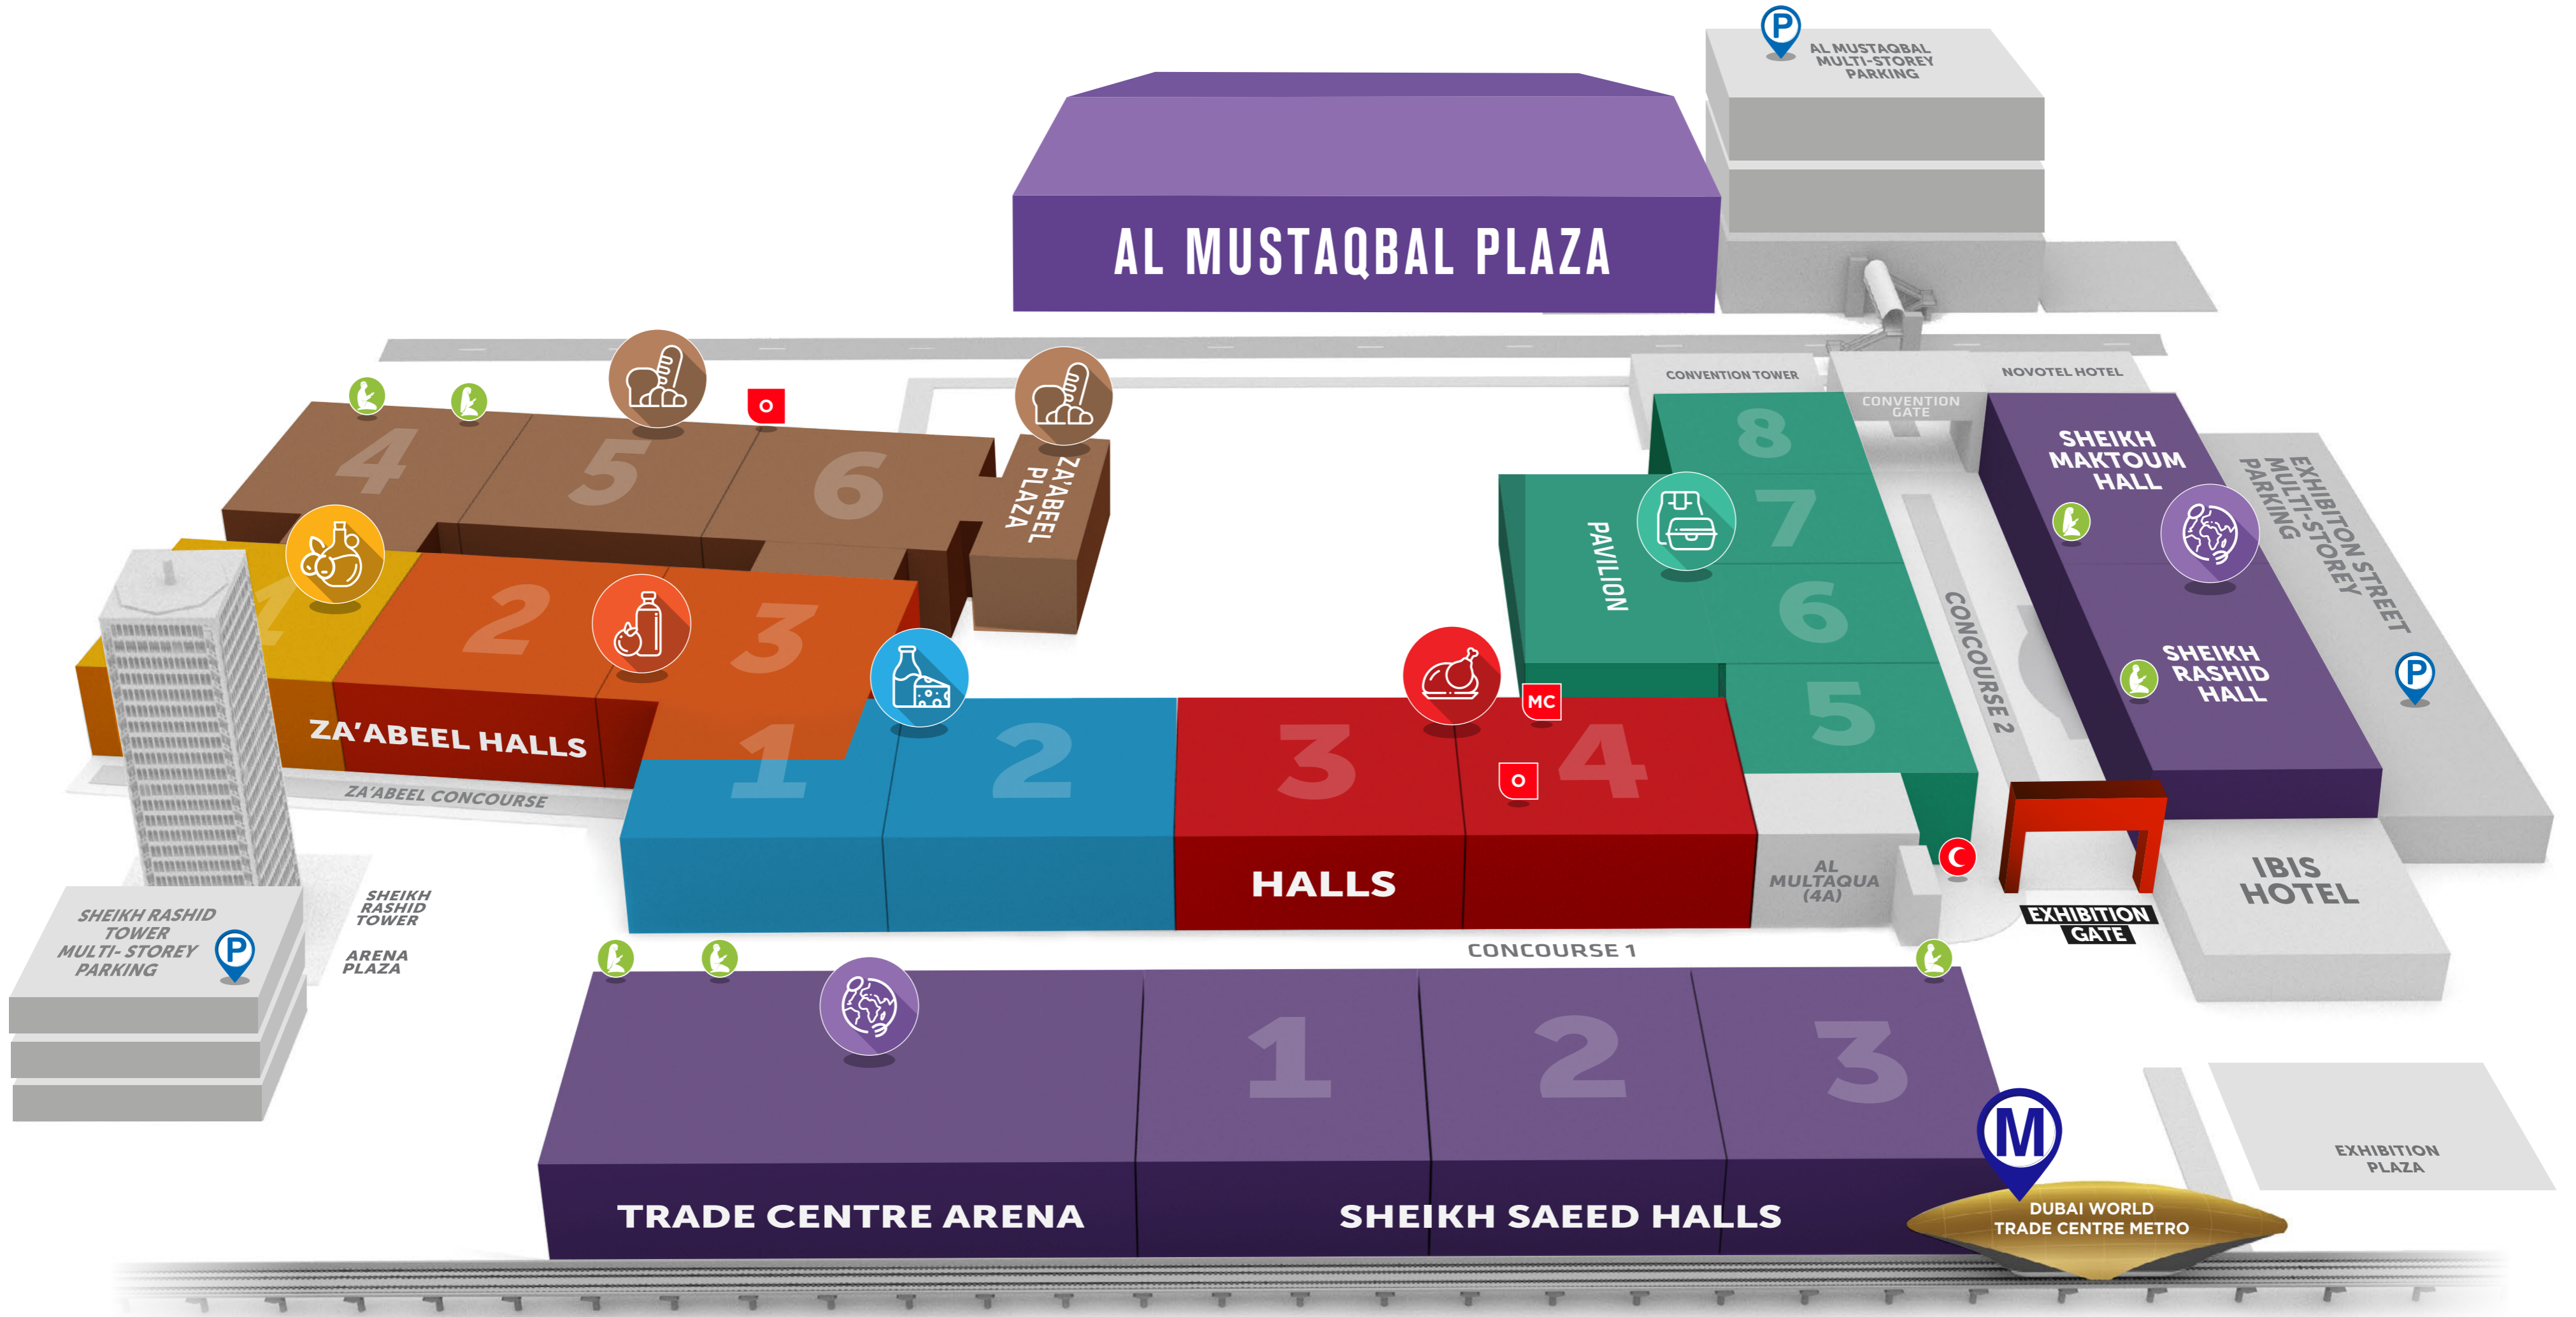 P
AL MUSTAQBAL
MULTI-STOREY
PARKING
AL MUSTAQBAL PLAZA
CONVENTION TOWER
NOVOTEL HOTEL
CONVENTION
GATE
4
5
6
O
ZA'ABEEL
PLAZA
8
7
6
5
PAVILION
SHEIKH
MAKTOUM
HALL
SHEIKH
RASHID
HALL
EXHIBITON STREET
MULTI-STOREY
PARKING
P
CONCOURSE 2
1
2
3
ZA'ABEEL HALLS
ZA'ABEEL CONCOURSE
1
2
3
4
MC
O
HALLS
AL
MULTAQUA
(4A)
EXHIBITION
GATE
IBIS
HOTEL
SHEIKH RASHID
TOWER
MULTI- STOREY
PARKING
P
SHEIKH
RASHID
TOWER
ARENA
PLAZA
CONCOURSE 1
1
2
3
TRADE CENTRE ARENA
SHEIKH SAEED HALLS
M
DUBAI WORLD
TRADE CENTRE METRO
EXHIBITION
PLAZA